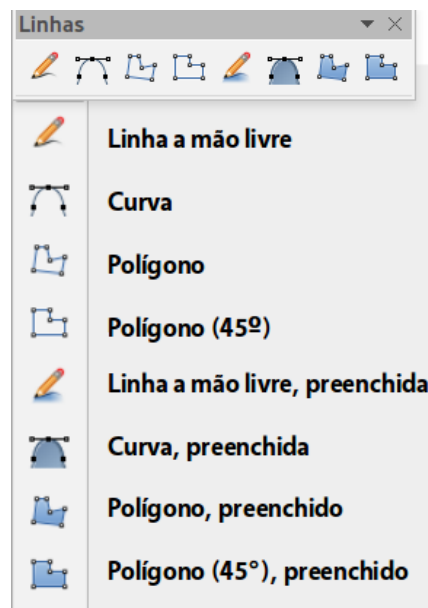 Linhas
Linha a mão livre
Curva
Polígono
Polígono (45º)
Linha a mão livre, preenchida
Curva, preenchida
Polígono, preenchido
Polígono (45°), preenchido